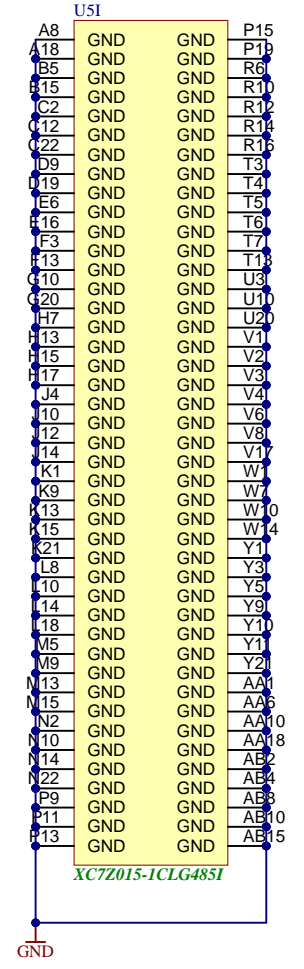 U5I
A8 GND GND P15
A18 GND GND P19
B5 GND GND R6
B15 GND GND R10
C2 GND GND R12
C12 GND GND R14
C22 GND GND R16
D9 GND GND T3
D19 GND GND T4
E6 GND GND T5
E16 GND GND T6
F3 GND GND T7
F13 GND GND T13
G10 GND GND U3
G20 GND GND U10
H7 GND GND U20
H13 GND GND V1
H15 GND GND V2
H17 GND GND V3
J4 GND GND V4
J10 GND GND V6
J12 GND GND V8
J14 GND GND V17
K1 GND GND W1
K9 GND GND W7
K13 GND GND W10
K15 GND GND W14
K21 GND GND Y1
L8 GND GND Y3
L10 GND GND Y5
L14 GND GND Y9
L18 GND GND Y10
M5 GND GND Y11
M9 GND GND Y21
M13 GND GND AA1
M15 GND GND AA6
N2 GND GND AA10
N10 GND GND AA18
N14 GND GND AB2
N22 GND GND AB4
P9 GND GND AB8
P11 GND GND AB10
P13 GND GND AB15
XC7Z015-1CLG485I
GND